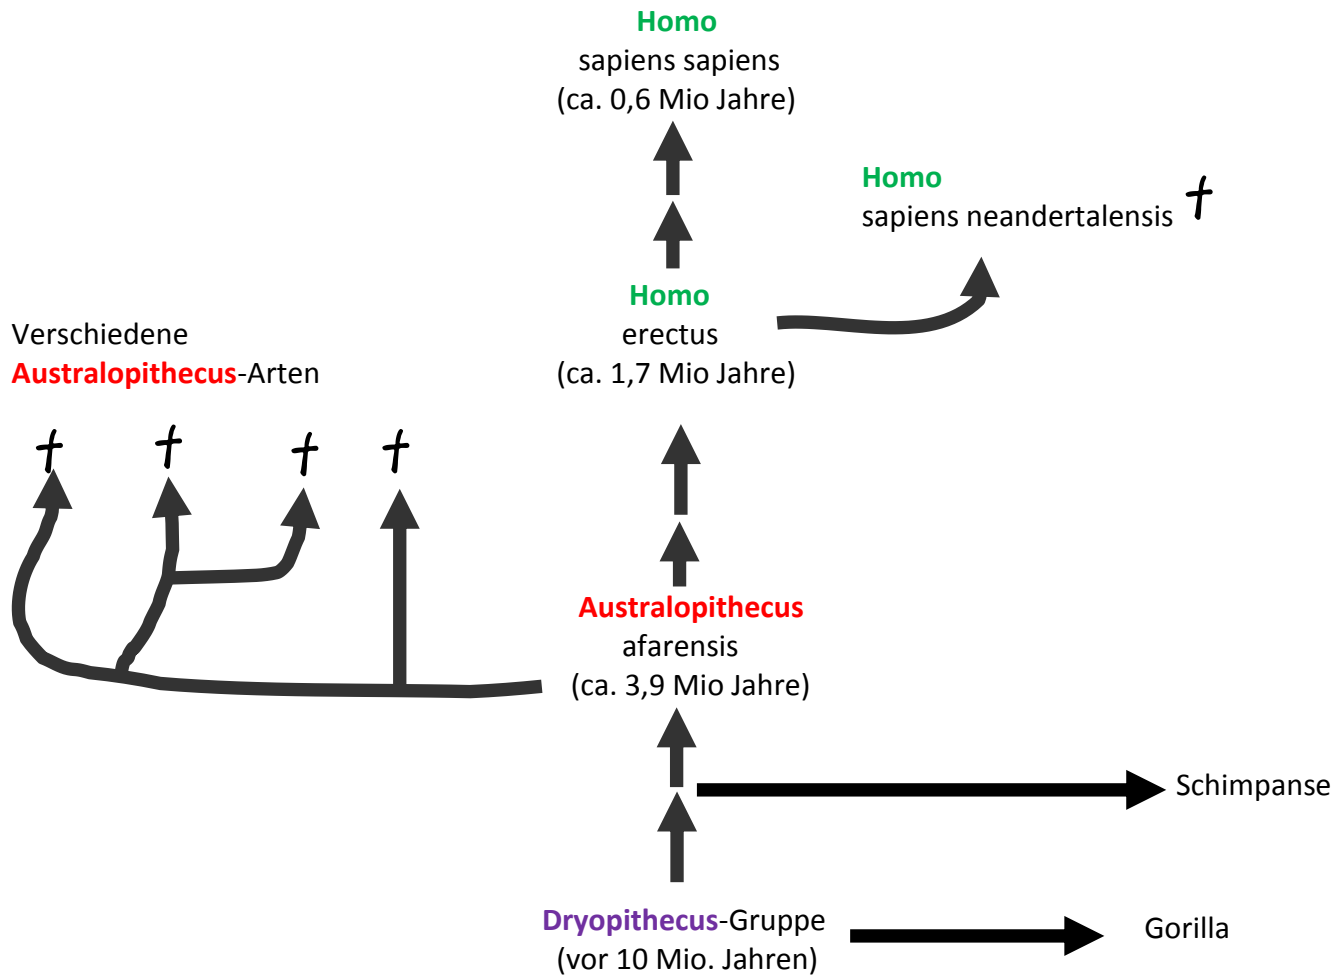 Homo
sapiens sapiens
(ca. 0,6 Mio Jahre)
Homo
sapiens neandertalensis
Homo
erectus
(ca. 1,7 Mio Jahre)
Verschiedene
Australopithecus-Arten
Australopithecus
afarensis
(ca. 3,9 Mio Jahre)
Schimpanse
Dryopithecus-Gruppe
(vor 10 Mio. Jahren)
Gorilla